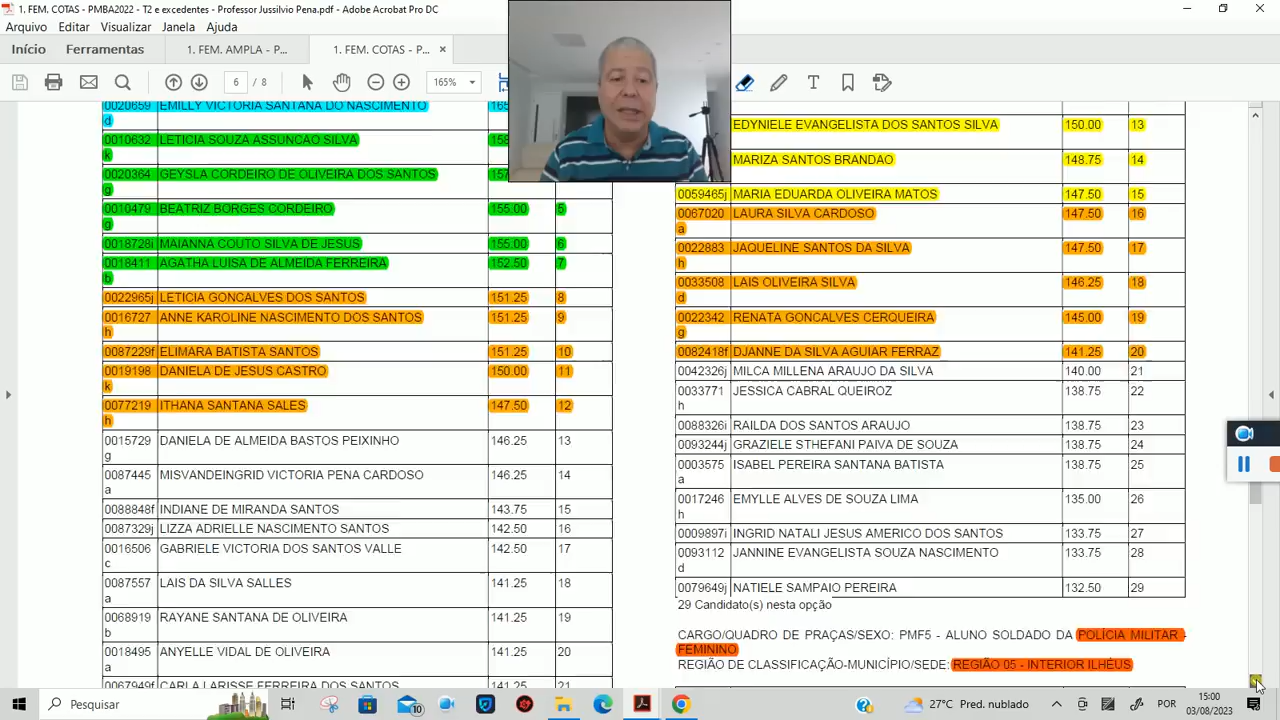 1. FEM. COTAS - PMBA2022 - T2 e excedentes - Professor Jussilvio Pena.pdf - Adobe Acrobat Pro DC
Arquivo Editar Visualizar Janela Ajuda
Início Ferramentas 1. FEM. AMPLA - P... 1. FEM. COTAS - P... ×
6 / 8 165%
0020659 EMILLY VICTORIA SANTANA DO NASCIMENTO
d
0010632 LETICIA SOUZA ASSUNCAO SILVA
k
0020364 GEYSLA CORDEIRO DE OLIVEIRA DOS SANTOS
g
0010479 BEATRIZ BORGES CORDEIRO 155.00 5
g
0018728i MAIANNA COUTO SILVA DE JESUS 155.00 6
0018411 AGATHA LUISA DE ALMEIDA FERREIRA 152.50 7
b
0022965j LETICIA GONCALVES DOS SANTOS 151.25 8
0016727 ANNE KAROLINE NASCIMENTO DOS SANTOS 151.25 9
h
0087229f ELIMARA BATISTA SANTOS 151.25 10
0019198 DANIELA DE JESUS CASTRO 150.00 11
k
0077219 ITHANA SANTANA SALES 147.50 12
h
0015729 DANIELA DE ALMEIDA BASTOS PEIXINHO 146.25 13
g
0087445 MISVANDEINGRID VICTORIA PENA CARDOSO 146.25 14
a
0088848f INDIANE DE MIRANDA SANTOS 143.75 15
0087329j LIZZA ADRIELLE NASCIMENTO SANTOS 142.50 16
0016506 GABRIELE VICTORIA DOS SANTOS VALLE 142.50 17
c
0087557 LAIS DA SILVA SALLES 141.25 18
a
0068919 RAYANE SANTANA DE OLIVEIRA 141.25 19
b
0018495 ANYELLE VIDAL DE OLIVEIRA 141.25 20
a
0067949f CARLA LARISSE FERREIRA DOS SANTOS 141.25 21
EDYNIELE EVANGELISTA DOS SANTOS SILVA 150.00 13
MARIZA SANTOS BRANDAO 148.75 14
0059465j MARIA EDUARDA OLIVEIRA MATOS 147.50 15
0067020 LAURA SILVA CARDOSO 147.50 16
a
0022883 JAQUELINE SANTOS DA SILVA 147.50 17
h
0033508 LAIS OLIVEIRA SILVA 146.25 18
d
0022342 RENATA GONCALVES CERQUEIRA 145.00 19
g
0082418f DJANNE DA SILVA AGUIAR FERRAZ 141.25 20
0042326j MILCA MILLENA ARAUJO DA SILVA 140.00 21
0033771 JESSICA CABRAL QUEIROZ 138.75 22
h
0088326i RAILDA DOS SANTOS ARAUJO 138.75 23
0093244j GRAZIELE STHEFANI PAIVA DE SOUZA 138.75 24
0003575 ISABEL PEREIRA SANTANA BATISTA 138.75 25
a
0017246 EMYLLE ALVES DE SOUZA LIMA 135.00 26
h
0009897i INGRID NATALI JESUS AMERICO DOS SANTOS 133.75 27
0093112 JANNINE EVANGELISTA SOUZA NASCIMENTO 133.75 28
d
0079649j NATIELE SAMPAIO PEREIRA 132.50 29
29 Candidato(s) nesta opção
CARGO/QUADRO DE PRAÇAS/SEXO: PMF5 - ALUNO SOLDADO DA POLÍCIA MILITAR -
FEMININO
REGIÃO DE CLASSIFICAÇÃO-MUNICÍPIO/SEDE: REGIÃO 05 - INTERIOR ILHÉUS
Pesquisar 10 27°C Pred. nublado POR 15:00
03/08/2023